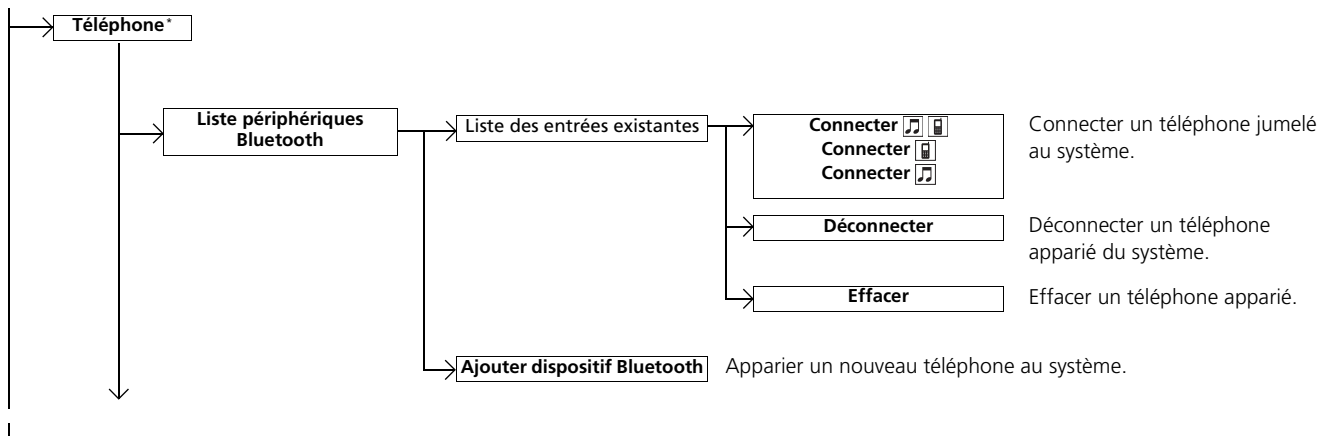 Téléphone*
Liste périphériques
Bluetooth
Liste des entrées existantes
Connecter
Connecter
Connecter
Connecter un téléphone jumelé
au système.
Déconnecter
Déconnecter un téléphone
apparié du système.
Effacer
Effacer un téléphone apparié.
Ajouter dispositif Bluetooth
Apparier un nouveau téléphone au système.